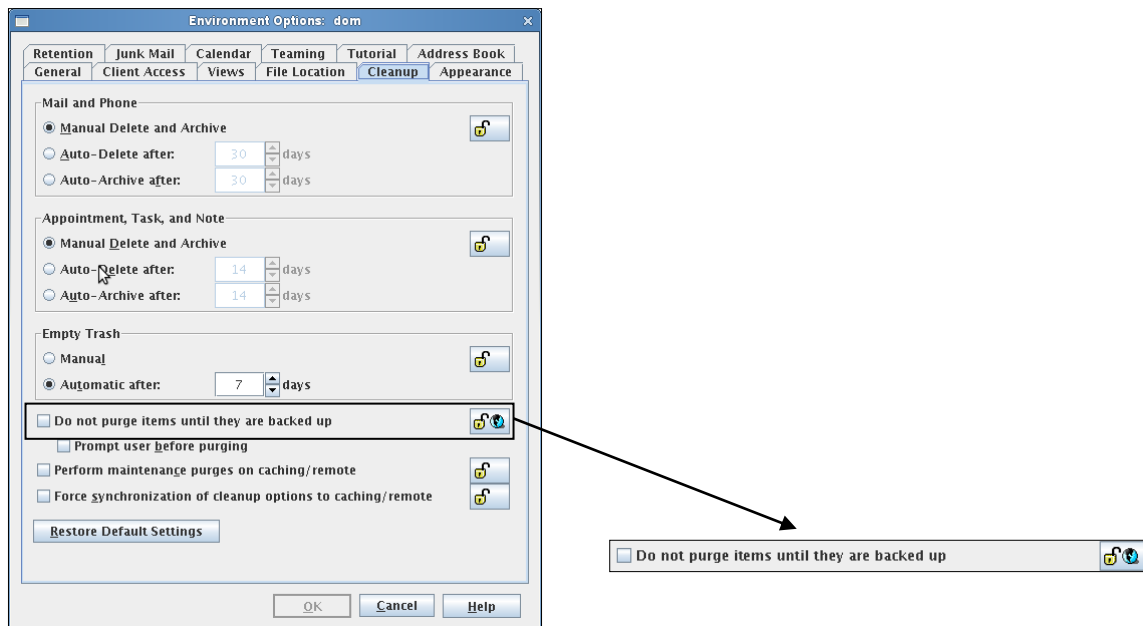 Environment Options: dom
Retention Junk Mail Calendar Teaming Tutorial Address Book
General Client Access Views File Location Cleanup Appearance
Mail and Phone
Manual Delete and Archive
Auto-Delete after: 30 days
Auto-Archive after: 30 days
Appointment, Task, and Note
Manual Delete and Archive
Auto-Delete after: 14 days
Auto-Archive after: 14 days
Empty Trash
Manual
Automatic after: 7 days
Do not purge items until they are backed up
Prompt user before purging
Perform maintenance purges on caching/remote
Force synchronization of cleanup options to caching/remote
Restore Default Settings
Do not purge items until they are backed up
OK Cancel Help